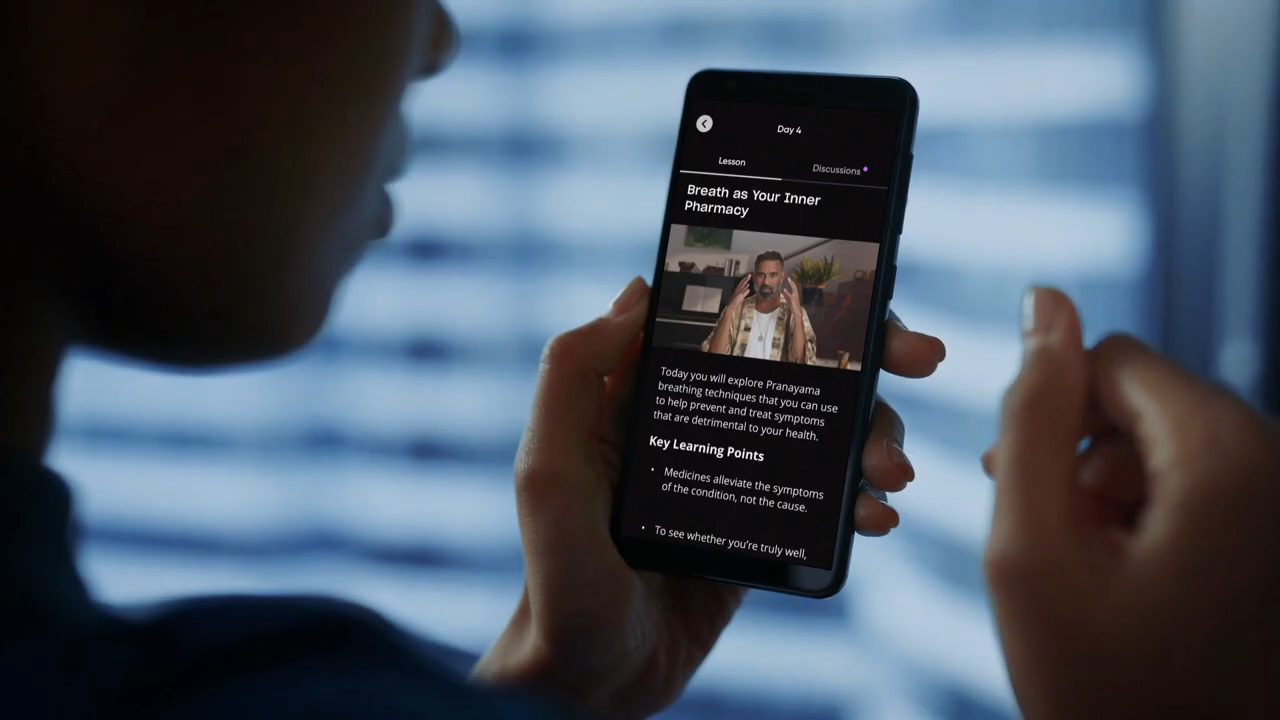 Day 4
Lesson
Discussions
Breath as Your Inner
Pharmacy
Today you will explore Pranayama
breathing techniques that you can use
to help prevent and treat symptoms
that are detrimental to your health.
Key Learning Points
• Medicines alleviate the symptoms
of the condition, not the cause.
• To see whether you're truly well,